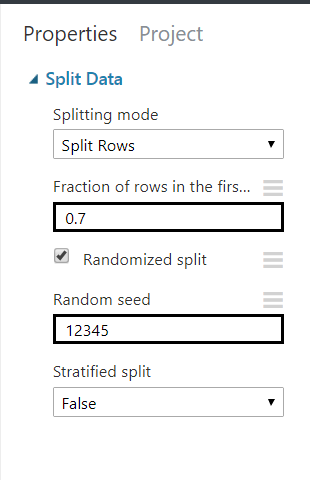 Properties Project
Split Data
Splitting mode
Split Rows
Fraction of rows in the firs...
0.7
Randomized split
Random seed
12345
Stratified split
False